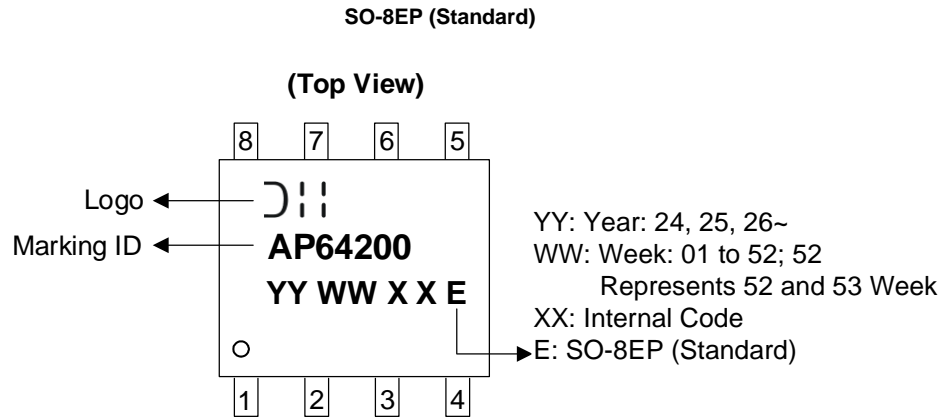 SO-8EP (Standard)
(Top View)
8 7 6 5
Logo
Marking ID
AP64200
YY WW X X E
YY: Year: 24, 25, 26~
WW: Week: 01 to 52; 52
Represents 52 and 53 Week
XX: Internal Code
E: SO-8EP (Standard)
1 2 3 4